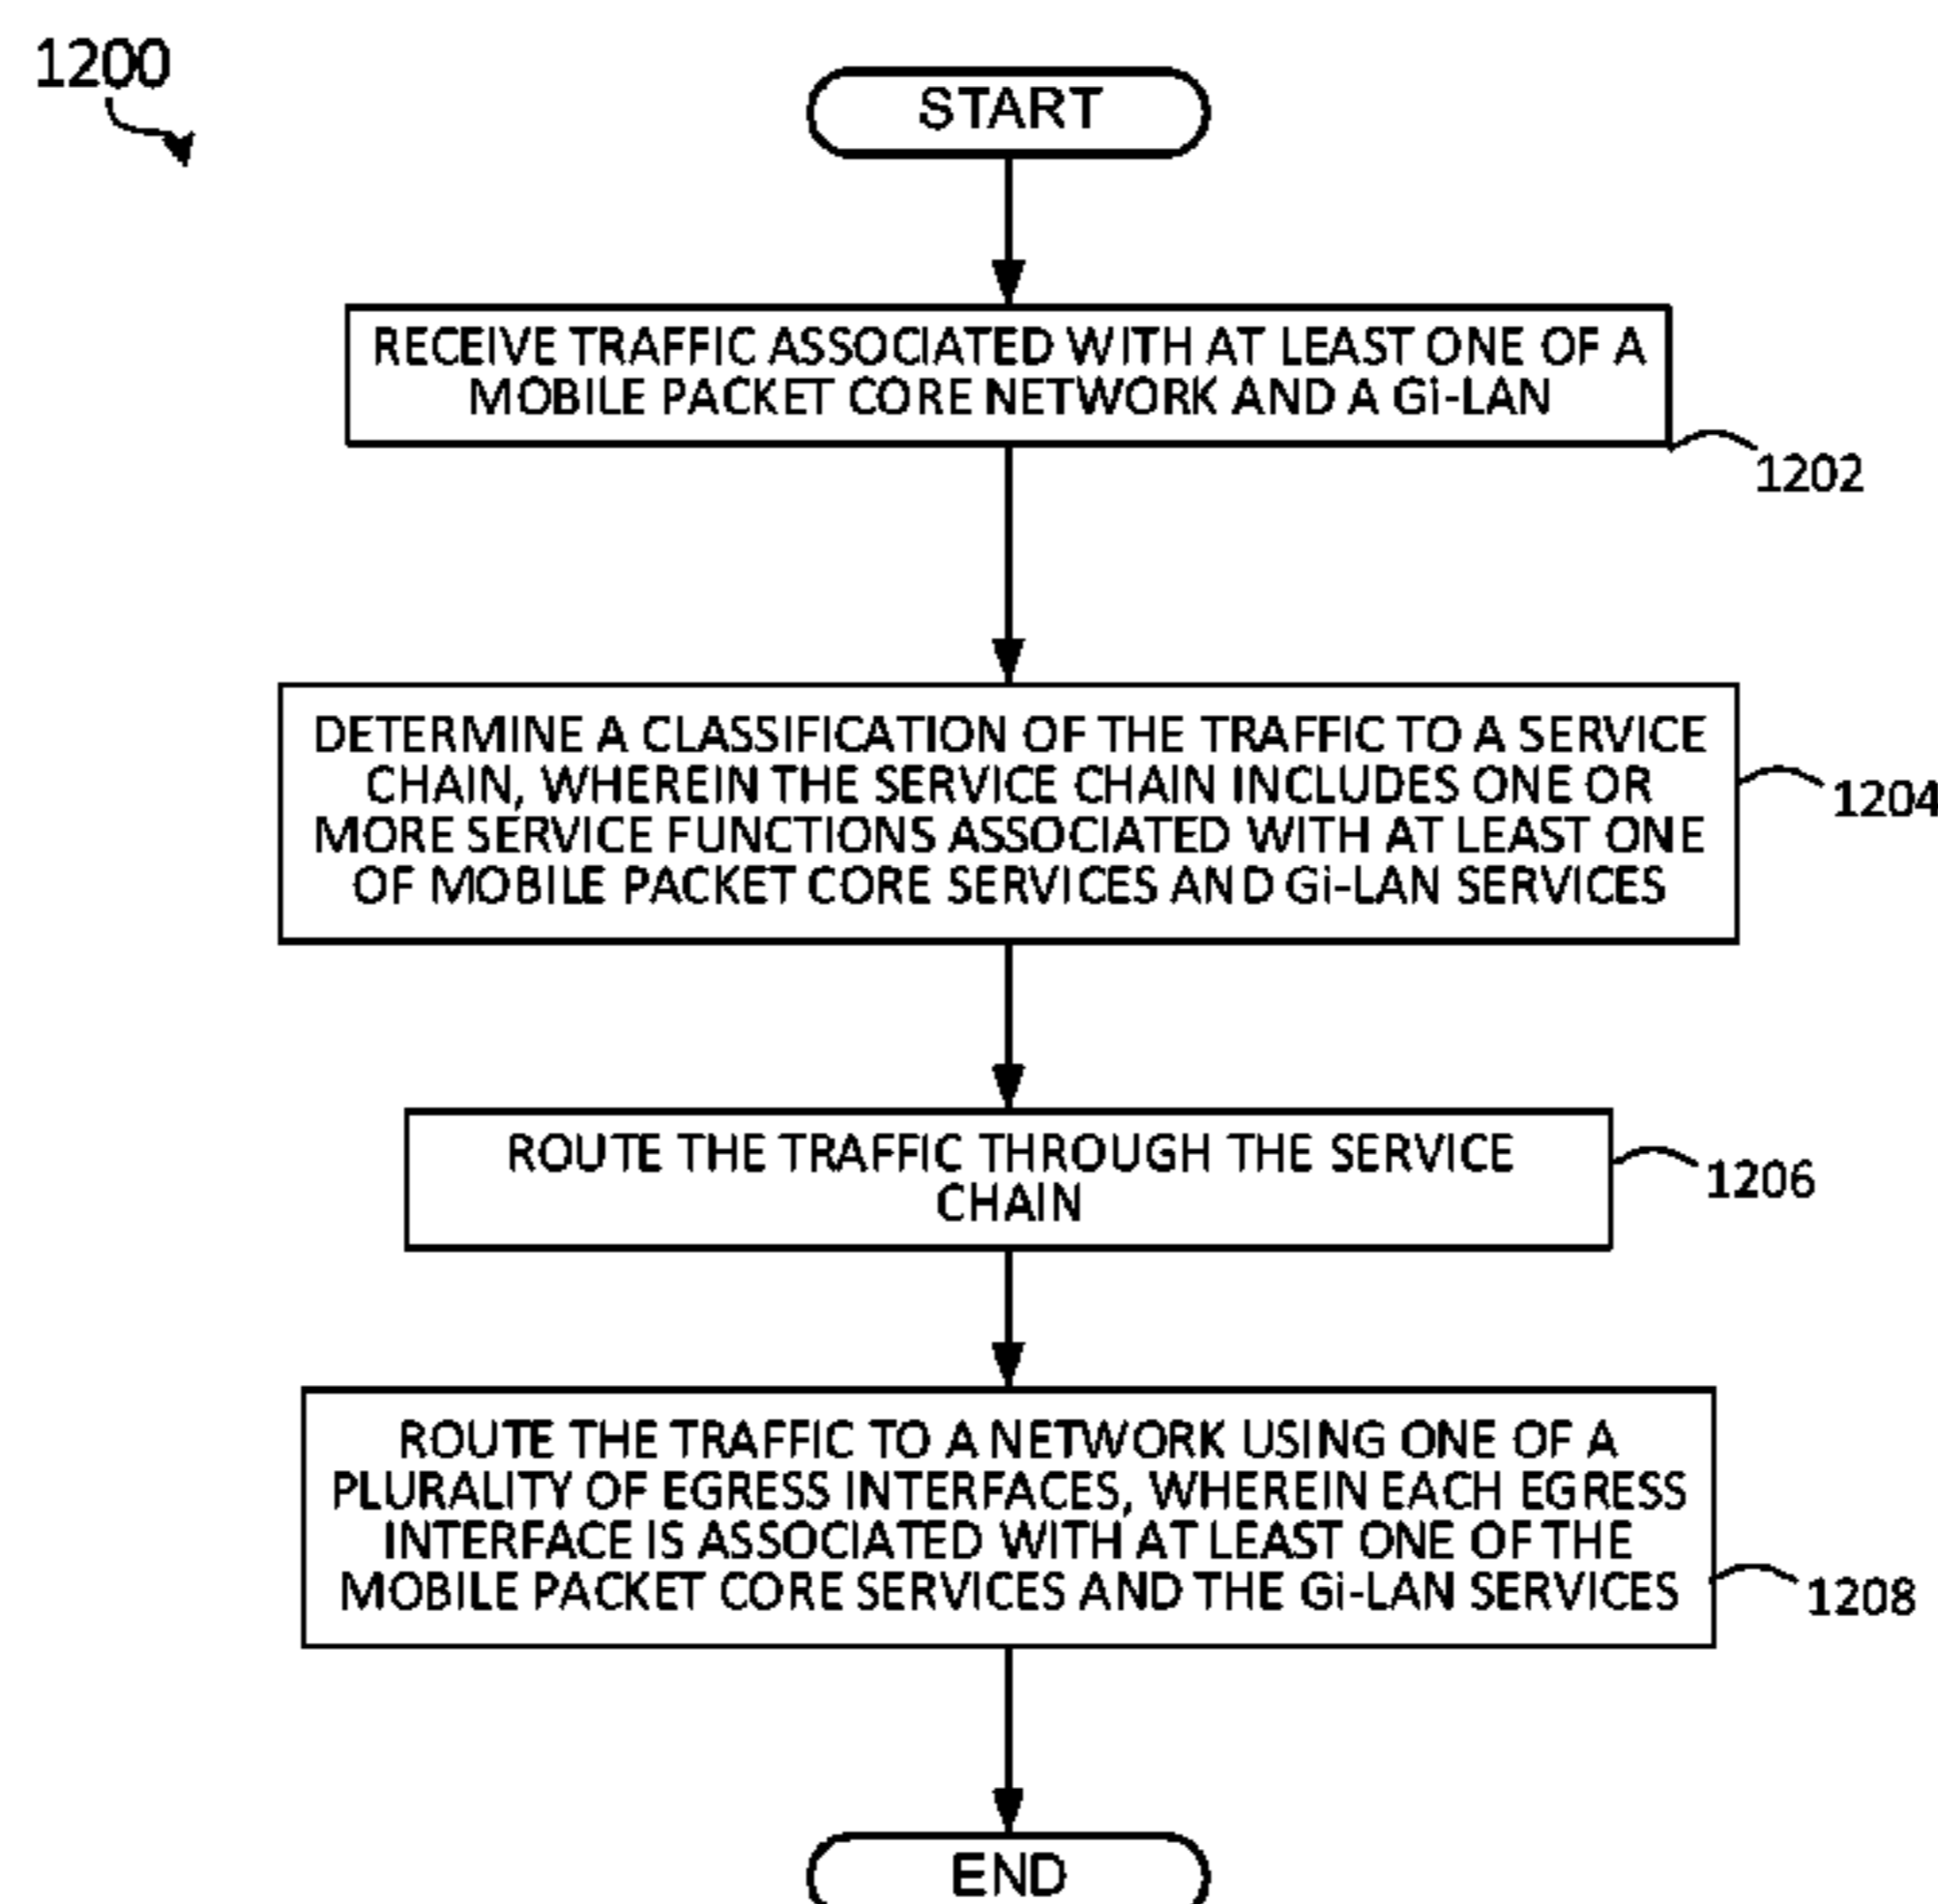 1200
START
RECEIVE TRAFFIC ASSOCIATED WITH AT LEAST ONE OF A
MOBILE PACKET CORE NETWORK AND A Gi-LAN
1202
DETERMINE A CLASSIFICATION OF THE TRAFFIC TO A SERVICE
CHAIN, WHEREIN THE SERVICE CHAIN INCLUDES ONE OR
MORE SERVICE FUNCTIONS ASSOCIATED WITH AT LEAST ONE
OF MOBILE PACKET CORE SERVICES AND Gi-LAN SERVICES
1204
ROUTE THE TRAFFIC THROUGH THE SERVICE
CHAIN
1206
ROUTE THE TRAFFIC TO A NETWORK USING ONE OF A
PLURALITY OF EGRESS INTERFACES, WHEREIN EACH EGRESS
INTERFACE IS ASSOCIATED WITH AT LEAST ONE OF THE
MOBILE PACKET CORE SERVICES AND THE Gi-LAN SERVICES
1208
END